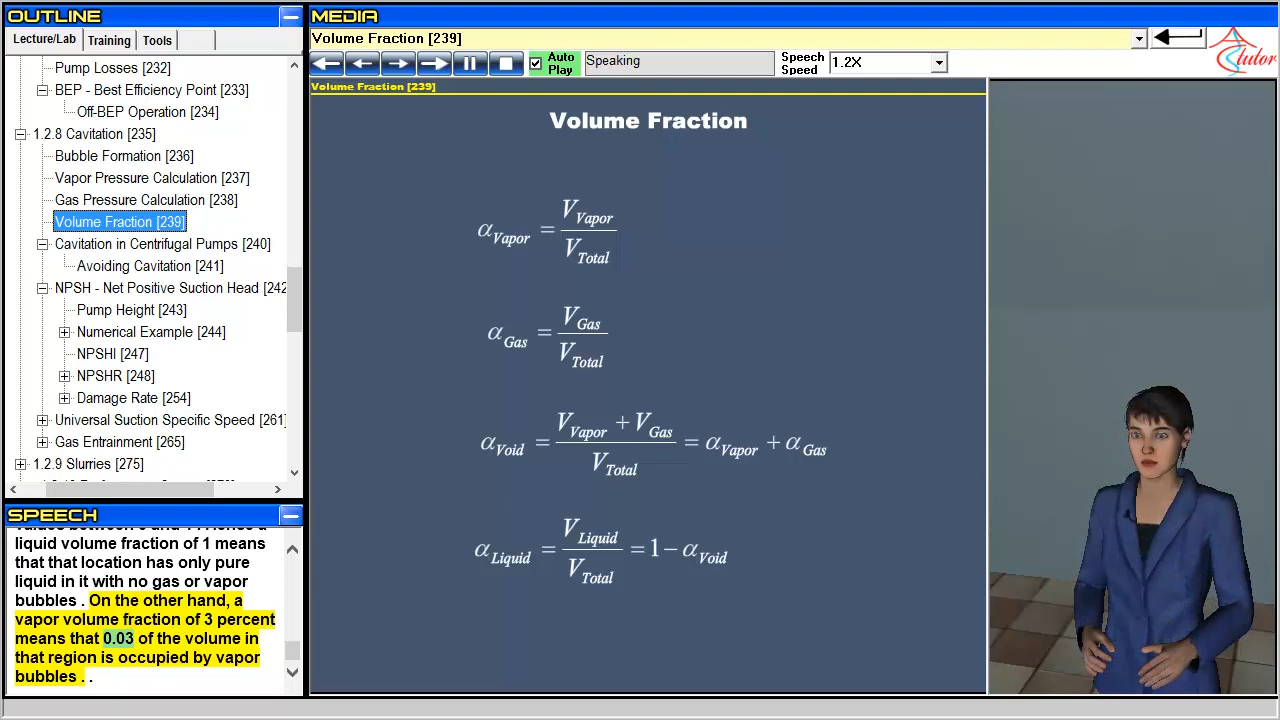 OUTLINE
Lecture/Lab Training Tools
Pump Losses [232]
BEP - Best Efficiency Point [233]
Off-BEP Operation [234]
1.2.8 Cavitation [235]
Bubble Formation [236]
Vapor Pressure Calculation [237]
Gas Pressure Calculation [238]
Volume Fraction [239]
Cavitation in Centrifugal Pumps [240]
Avoiding Cavitation [241]
NPSH - Net Positive Suction Head [242
Pump Height [243]
Numerical Example [244]
NPSHI [247]
NPSHR [248]
Damage Rate [254]
Universal Suction Specific Speed [261]
Gas Entrainment [265]
1.2.9 Slurries [275]
SPEECH
liquid volume fraction of 1 means
that that location has only pure
liquid in it with no gas or vapor
bubbles . On the other hand, a
vapor volume fraction of 3 percent
means that 0.03 of the volume in
that region is occupied by vapor
bubbles . .
MEDIA
Volume Fraction [239]
Auto Play
Speaking
Speech Speed
1.2X
tutor
Volume Fraction [239]
Volume Fraction
α_Vapor = V_Vapor / V_Total
α_Gas = V_Gas / V_Total
α_Void = (V_Vapor + V_Gas) / V_Total = α_Vapor + α_Gas
α_Liquid = V_Liquid / V_Total = 1 − α_Void